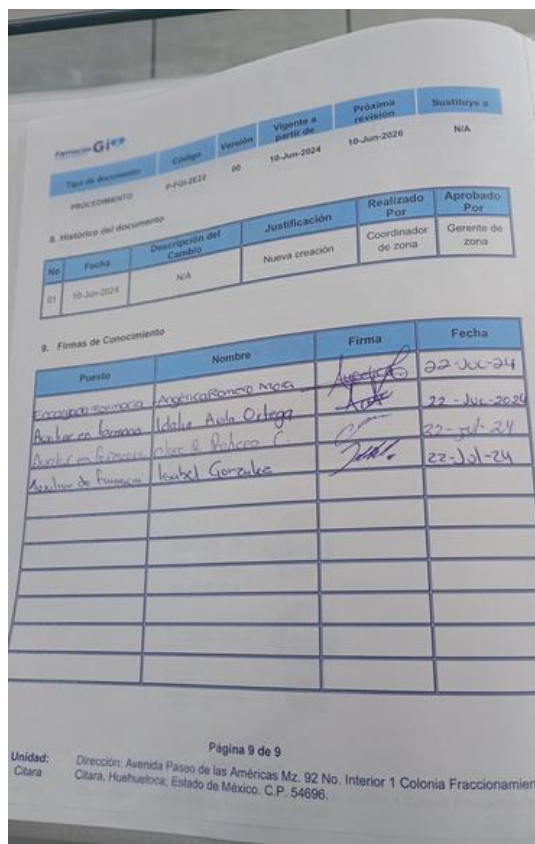 Farmacias Gi
Tipo de documento Código Versión Vigente a partir de Próxima revisión Sustituye a
PROCEDIMIENTO P-FGI-2E22 00 10-Jun-2024 10-Jun-2026 N/A
8. Histórico del documento
No Fecha Descripción del Cambio Justificación Realizado Por Aprobado Por
01 10-Jun-2024 N/A Nueva creación Coordinador de zona Gerente de zona
9. Firmas de Conocimiento
Puesto Nombre Firma Fecha
Encargada farmacia Angélica Romero 22-JUL-24
Auxiliar en farmacia Idalia Ortega 22-JUL-2024
Auxiliar en farmacia C. 22-jul-24
Auxiliar de farmacia Isabel Gonzalez 22-Jul-24
Página 9 de 9
Unidad: Dirección: Avenida Paseo de las Américas Mz. 92 No. Interior 1 Colonia Fraccionamien
Citara Citara, Huehuetoca; Estado de México. C.P. 54696.